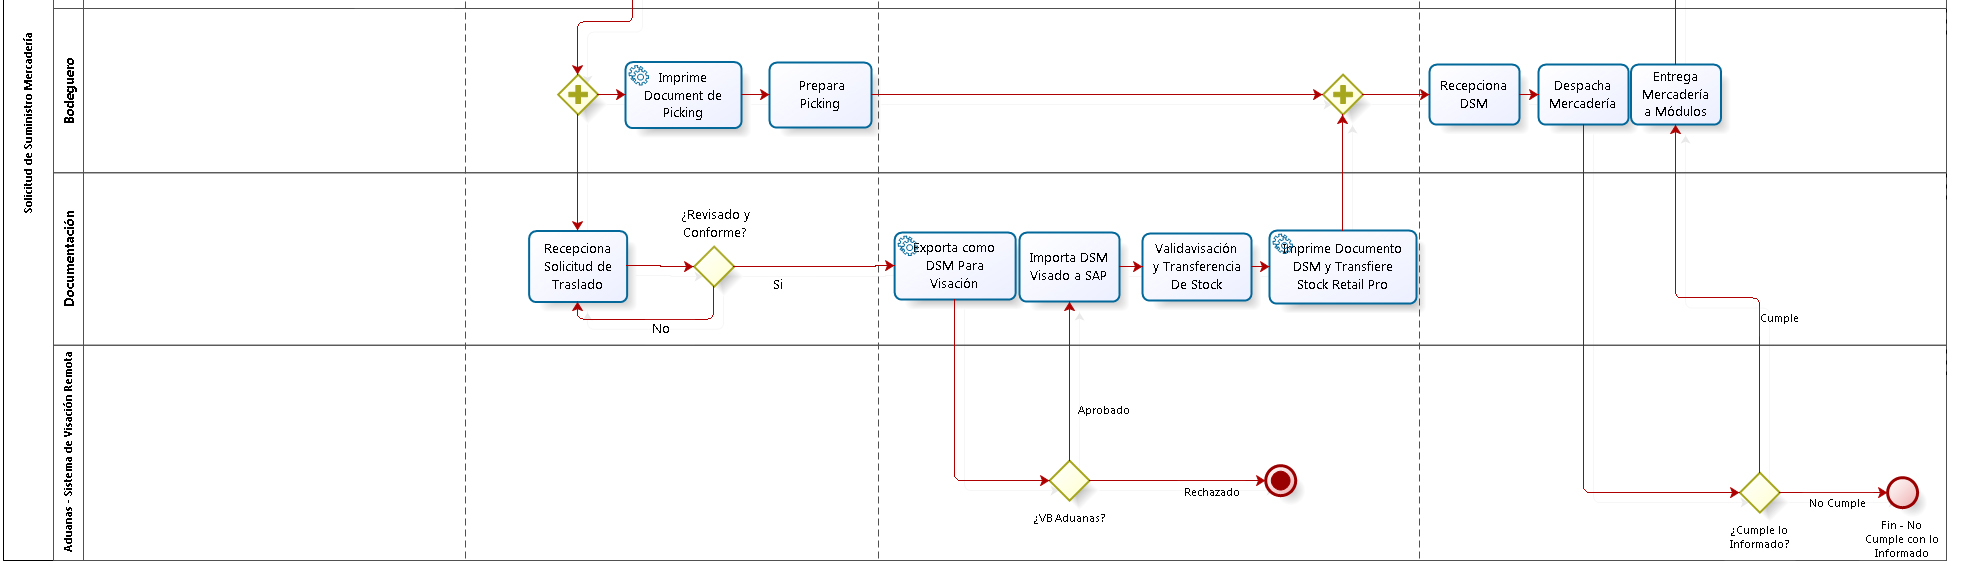 Solicitud de Suministro Mercadería
Bodeguero
Imprime
Document de
Picking
Prepara
Picking
Recepciona
DSM
Despacha
Mercadería
Entrega
Mercadería
a Módulos
Documentación
Recepciona
Solicitud de
Traslado
¿Revisado y
Conforme?
Si
No
Exporta como
DSM Para
Visación
Importa DSM
Visado a SAP
Validavisación
y Transferencia
De Stock
Imprime Documento
DSM y Transfiere
Stock Retail Pro
Cumple
Aduanas - Sistema de Visación Remota
Aprobado
¿VB Aduanas?
Rechazado
¿Cumple lo
Informado?
No Cumple
Fin - No
Cumple con lo
Informado